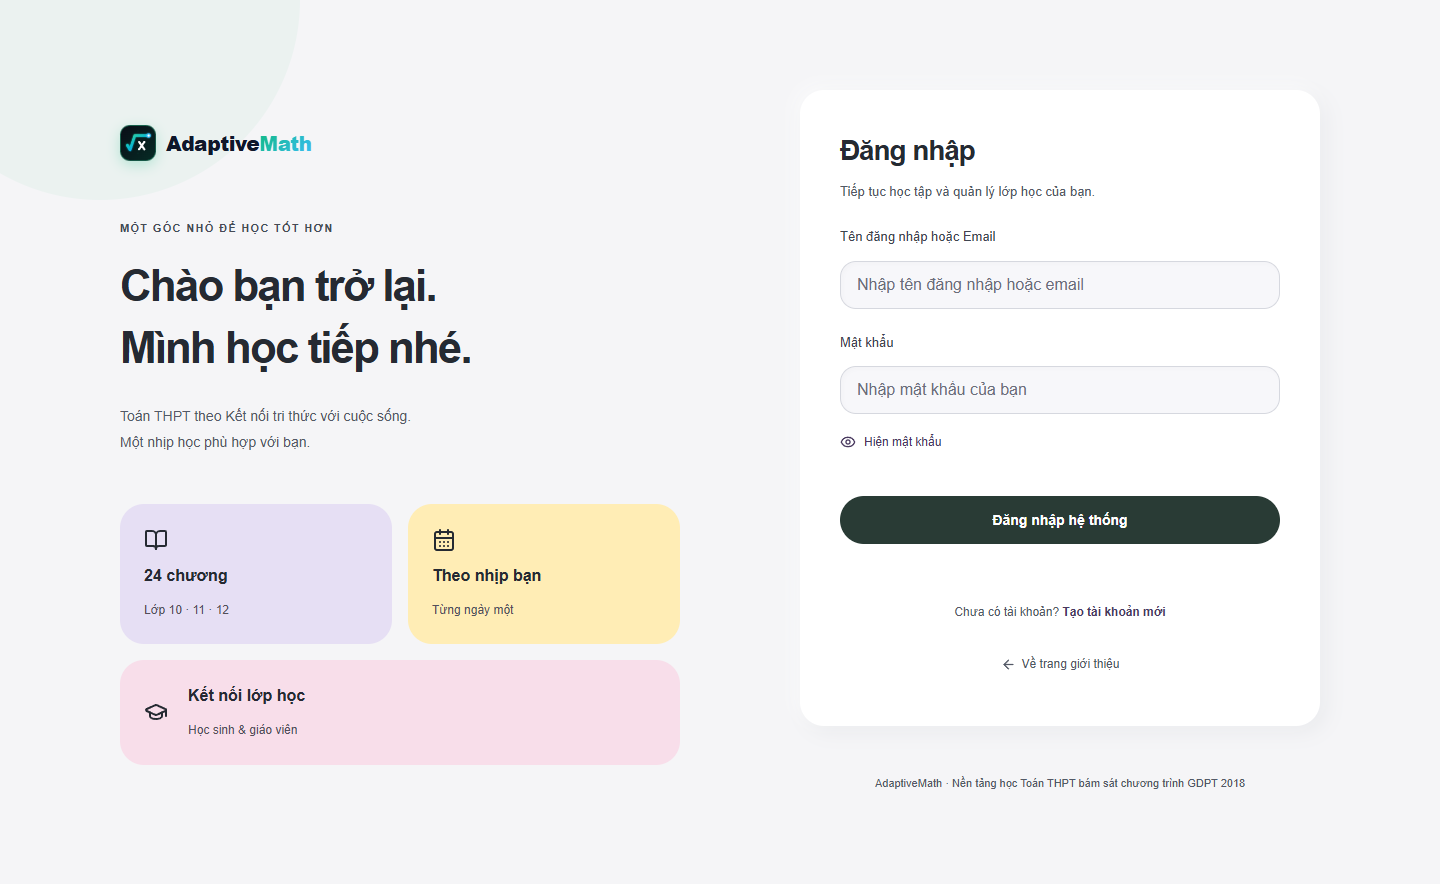 AdaptiveMath
MỘT GÓC NHỎ ĐỂ HỌC TỐT HƠN
Chào bạn trở lại.
Mình học tiếp nhé.
Toán THPT theo Kết nối tri thức với cuộc sống.
Một nhịp học phù hợp với bạn.
24 chương
Lớp 10 · 11 · 12
Theo nhịp bạn
Từng ngày một
Kết nối lớp học
Học sinh & giáo viên
Đăng nhập
Tiếp tục học tập và quản lý lớp học của bạn.
Tên đăng nhập hoặc Email
Nhập tên đăng nhập hoặc email
Mật khẩu
Nhập mật khẩu của bạn
Hiện mật khẩu
Đăng nhập hệ thống
Chưa có tài khoản? Tạo tài khoản mới
Về trang giới thiệu
AdaptiveMath · Nền tảng học Toán THPT bám sát chương trình GDPT 2018